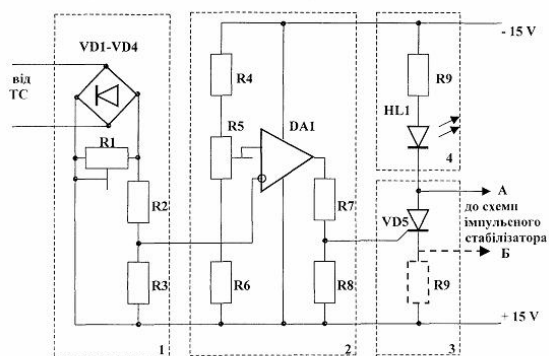 VD1-VD4
від
ТС
R1
R2
R3
1
R4
R5
R6
DA1
R7
R8
2
- 15 V
R9
HL1
4
А
до схеми
імпульсного
стабілізатора
Б
VD5
R9
+ 15 V
3